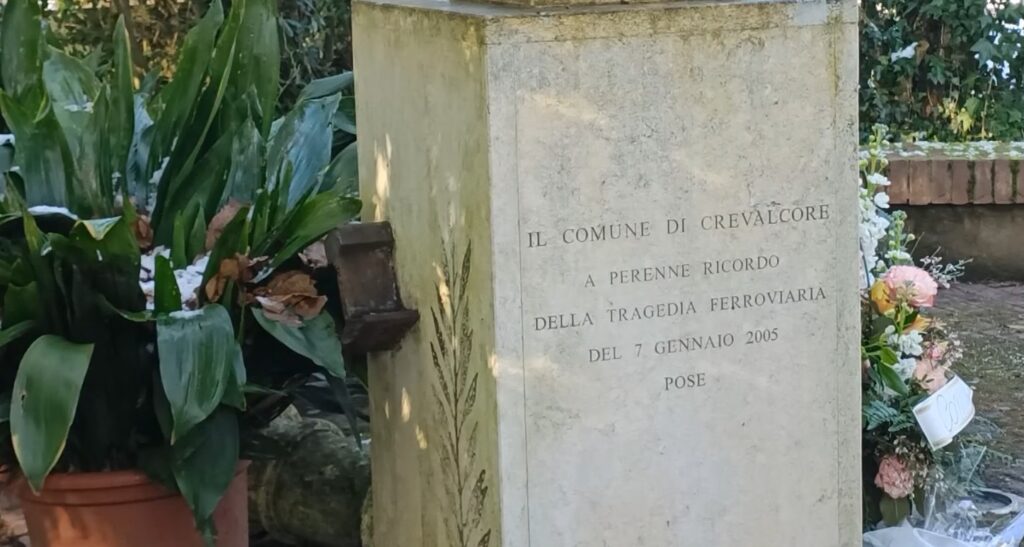 IL COMUNE DI CREVALCORE
A PERENNE RICORDO
DELLA TRAGEDIA FERROVIARIA
DEL 7 GENNAIO 2005
POSE